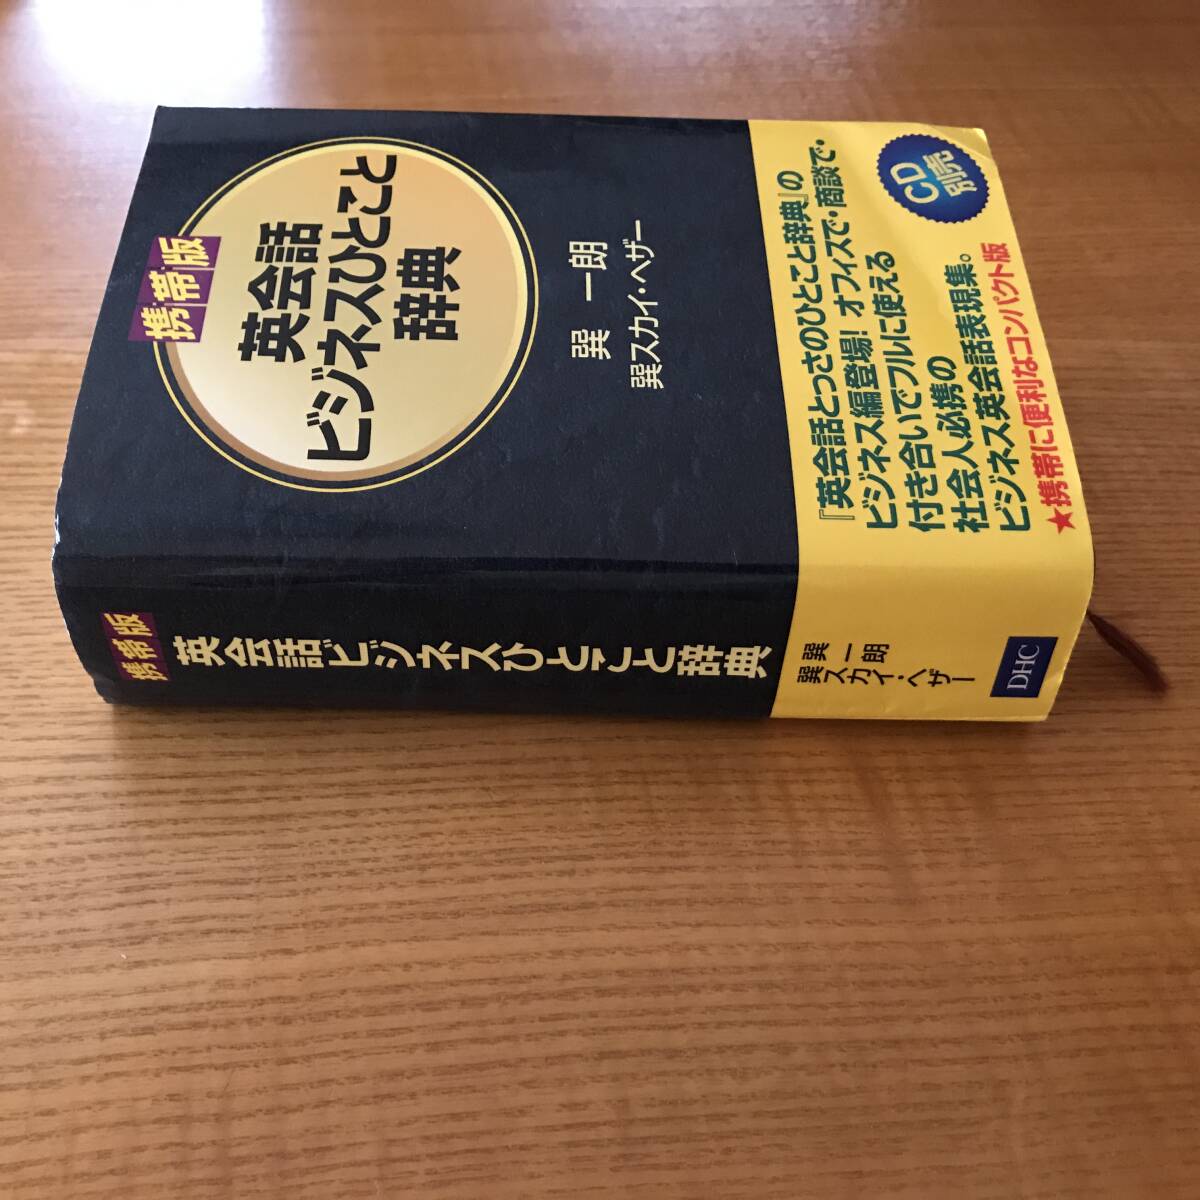 携帯版
英会話
ビジネスひとこと
辞典
巽 一朗
巽スカイ・ヘザー
CD
別売
『英会話とっさのひとこと辞典』の
ビジネス編登場! オフィスで・商談で・
付き合いでフルに使える
社会人必携の
ビジネス英会話表現集。
★携帯に便利なコンパクト版
携帯版
英会話ビジネスひとこと辞典
巽 一朗
巽スカイ・ヘザー
DHC